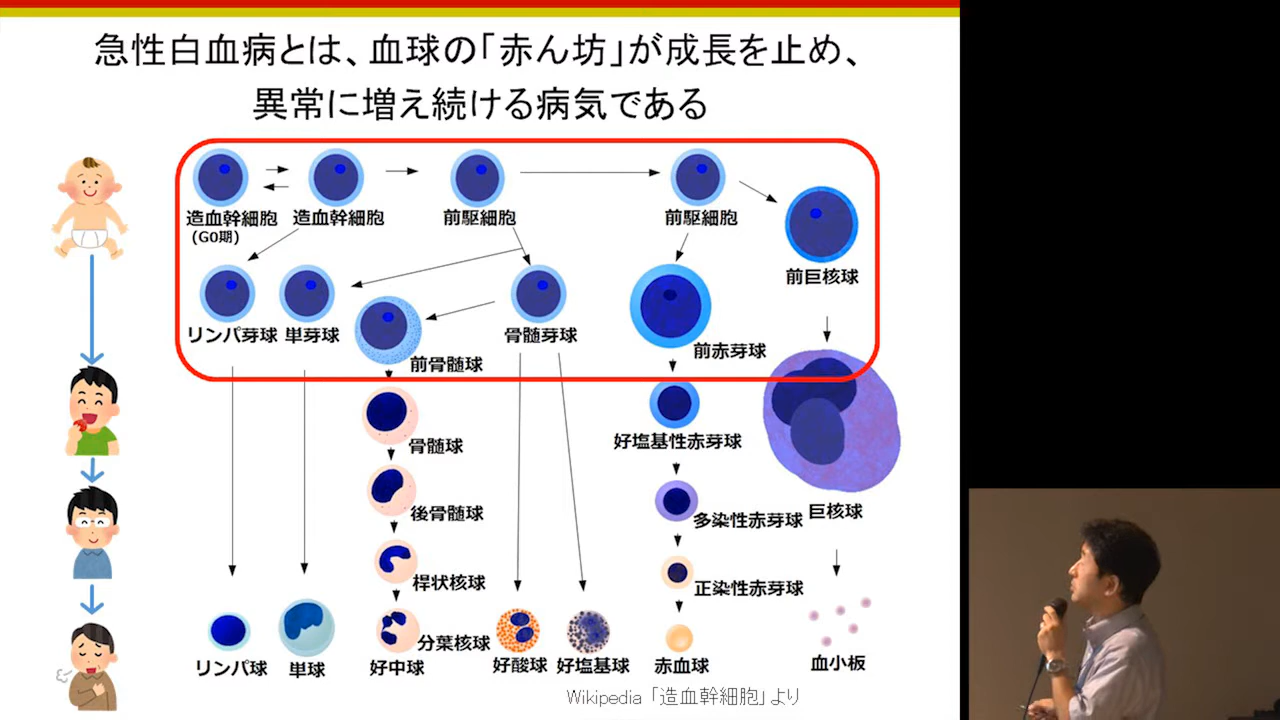 急性白血病とは、血球の「赤ん坊」が成長を止め、
異常に増え続ける病気である
造血幹細胞
(G0期)
造血幹細胞
前駆細胞
前駆細胞
前巨核球
リンパ芽球
単芽球
前骨髄球
骨髄芽球
前赤芽球
骨髄球
好塩基性赤芽球
後骨髄球
多染性赤芽球
巨核球
桿状核球
正染性赤芽球
分葉核球
リンパ球
単球
好中球
好酸球
好塩基球
赤血球
血小板
Wikipedia「造血幹細胞」より